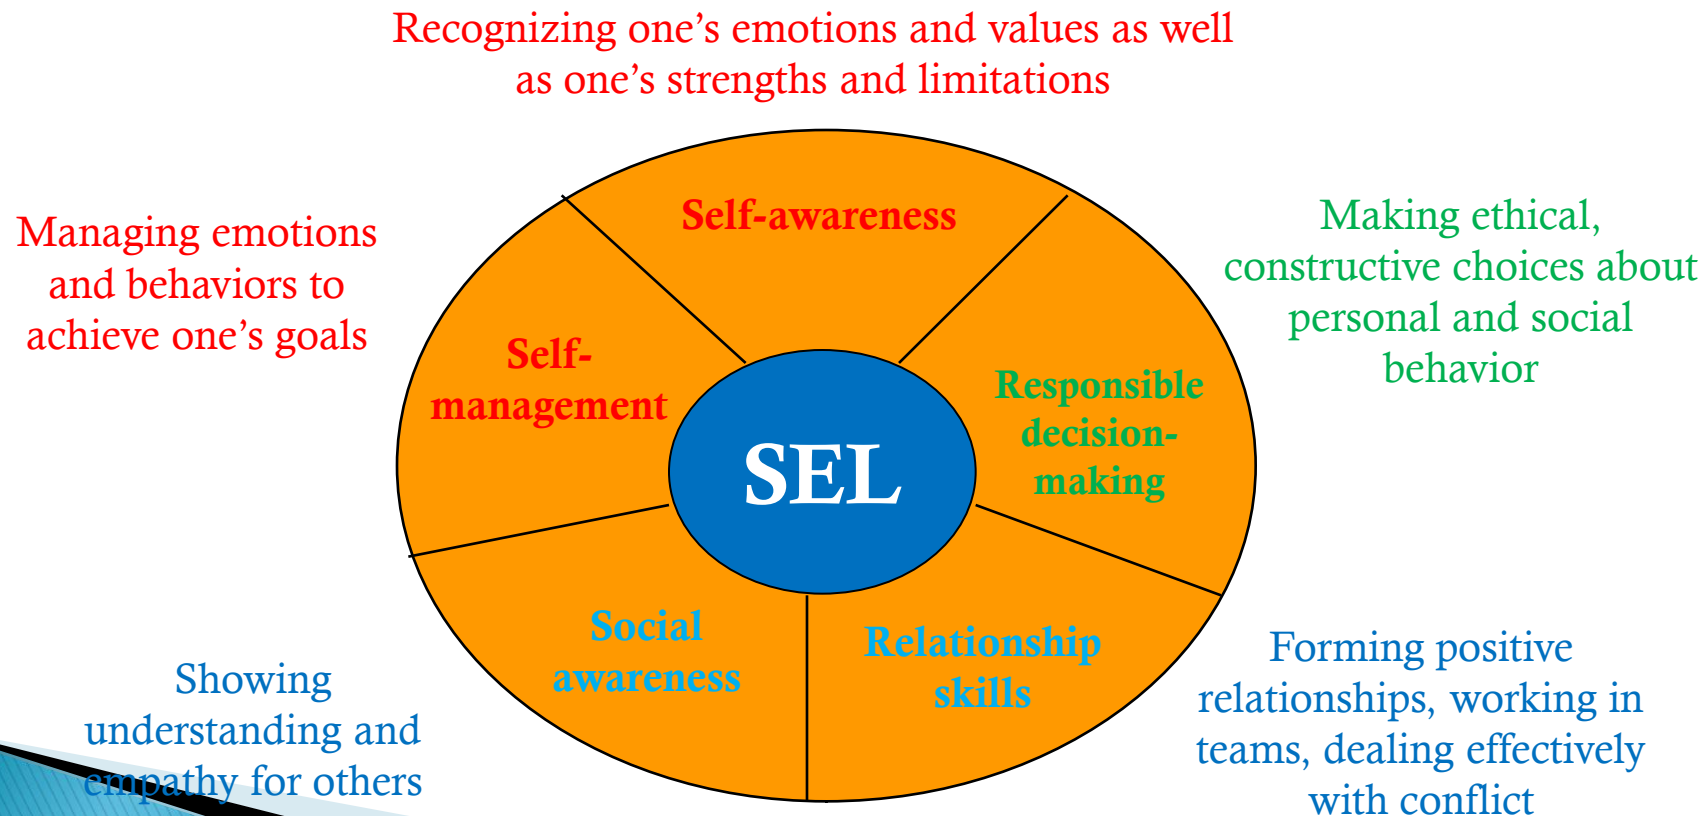 Recognizing one’s emotions and values as well
as one’s strengths and limitations
Self-awareness
Managing emotions
and behaviors to
achieve one’s goals
Self-
management
Making ethical,
constructive choices about
personal and social
behavior
Responsible
decision-
making
SEL
Social
awareness
Relationship
skills
Showing
understanding and
empathy for others
Forming positive
relationships, working in
teams, dealing effectively
with conflict